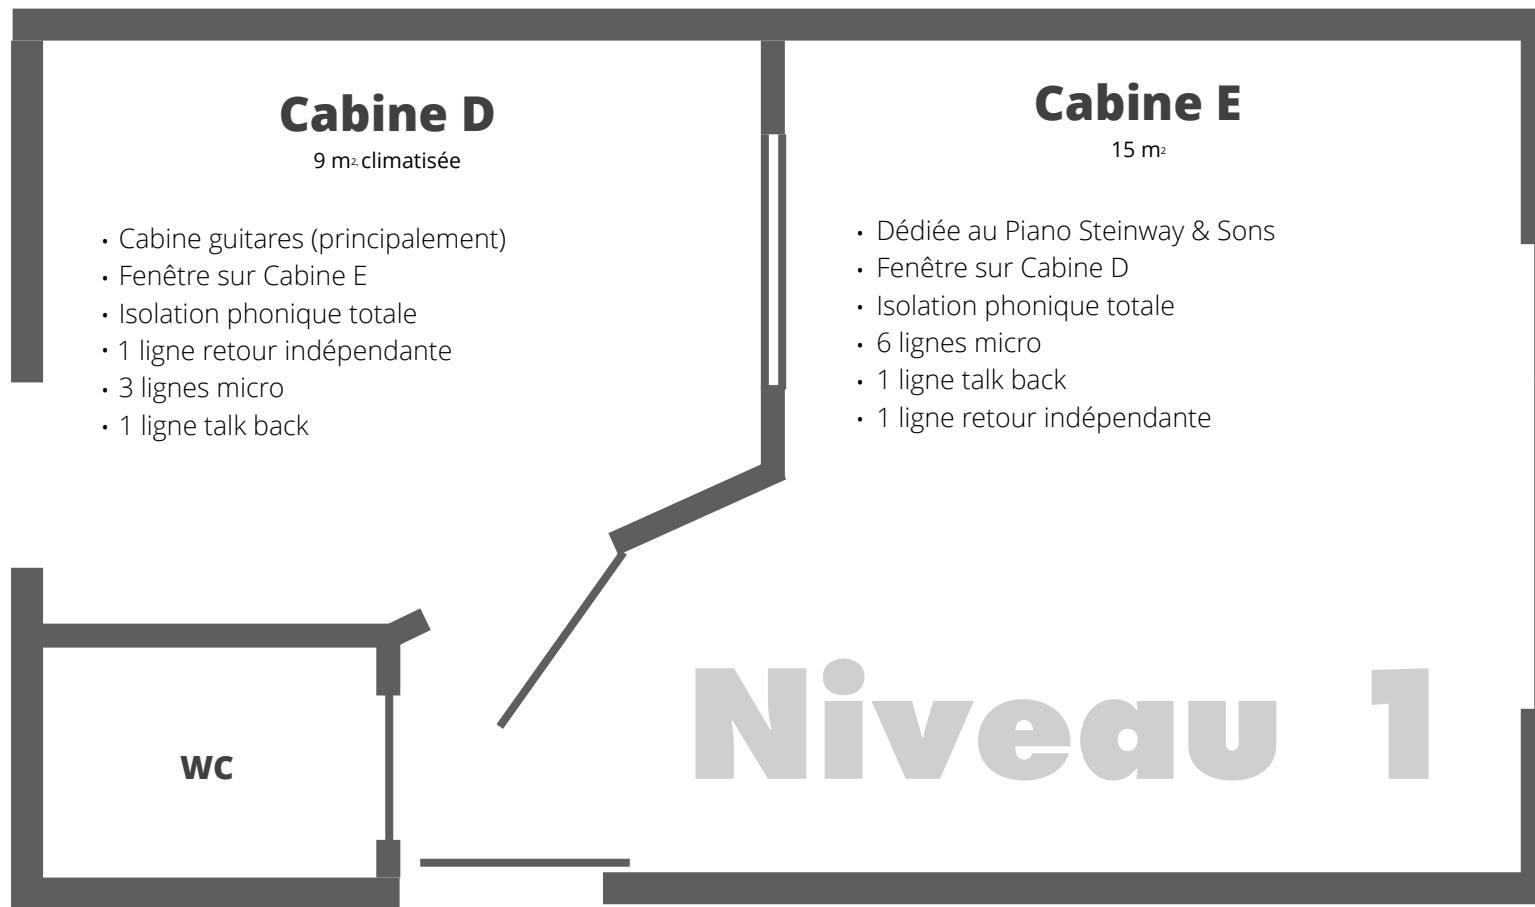 Cabine D
9 m², climatisée
• Cabine guitares (principalement)
• Fenêtre sur Cabine E
• Isolation phonique totale
• 1 ligne retour indépendante
• 3 lignes micro
• 1 ligne talk back
Cabine E
15 m²
• Dédiée au Piano Steinway & Sons
• Fenêtre sur Cabine D
• Isolation phonique totale
• 6 lignes micro
• 1 ligne talk back
• 1 ligne retour indépendante
WC
Niveau 1